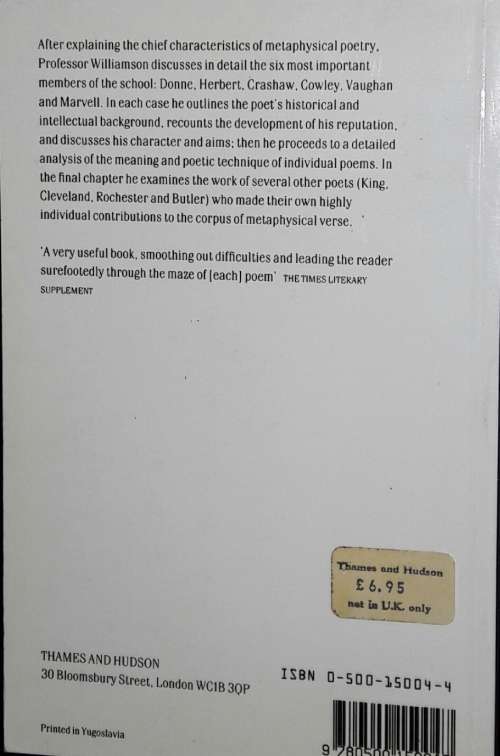 After explaining the chief characteristics of metaphysical poetry,
Professor Williamson discusses in detail the six most important
members of the school: Donne, Herbert, Crashaw, Cowley, Vaughan
and Marvell. In each case he outlines the poet's historical and
intellectual background, recounts the development of his reputation,
and discusses his character and aims; then he proceeds to a detailed
analysis of the meaning and poetic technique of individual poems. In
the final chapter he examines the work of several other poets (King,
Cleveland, Rochester and Butler) who made their own highly
individual contributions to the corpus of metaphysical verse.
'A very useful book, smoothing out difficulties and leading the reader
surefootedly through the maze of [each] poem' THE TIMES LITERARY
SUPPLEMENT
Thames and Hudson
£6.95
net in U.K. only
THAMES AND HUDSON
30 Bloomsbury Street, London WC1B 3QP
ISBN 0-500-15004-4
Printed in Yugoslavia